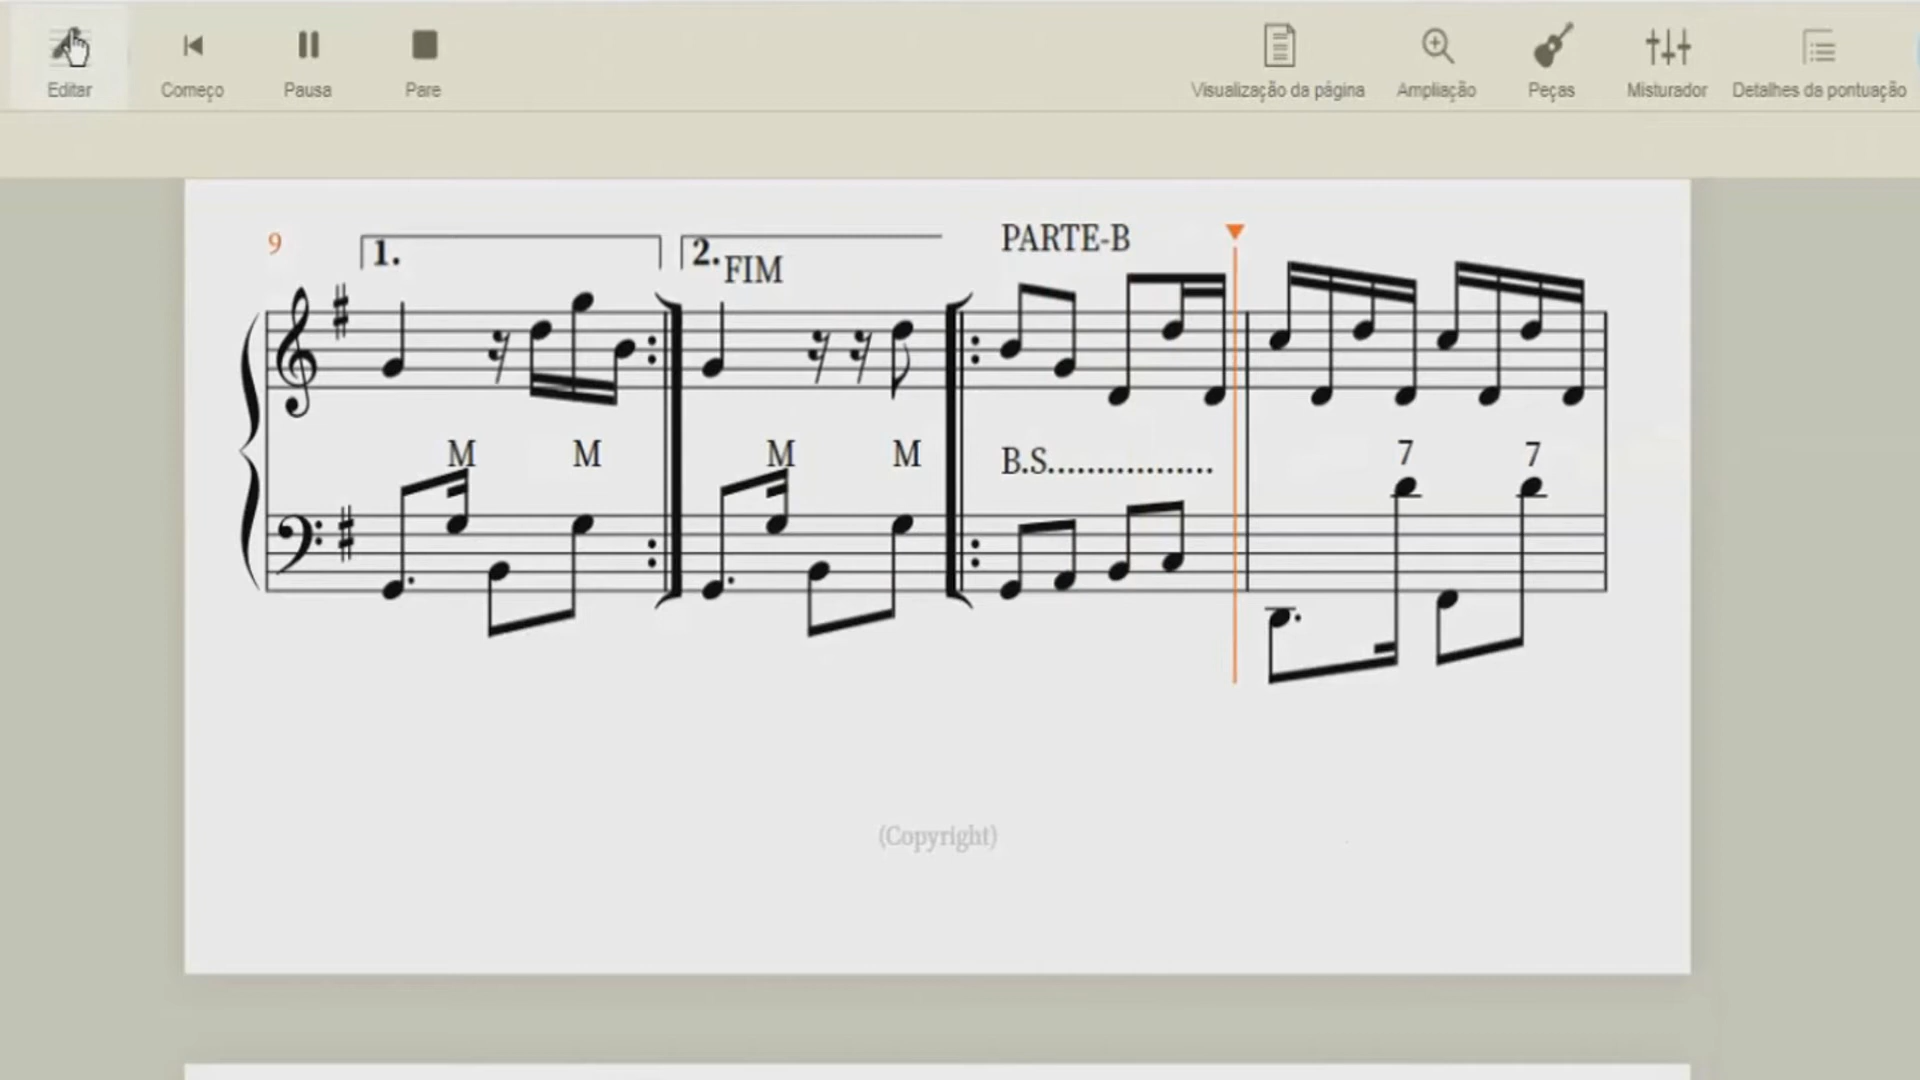 Editar
Começo
Pausa
Pare
Visualização da página
Ampliação
Peças
Misturador
Detalhes da pontuação
9
1.
2.
FIM
PARTE-B
M M M M
B.S.................
7 7
(Copyright)